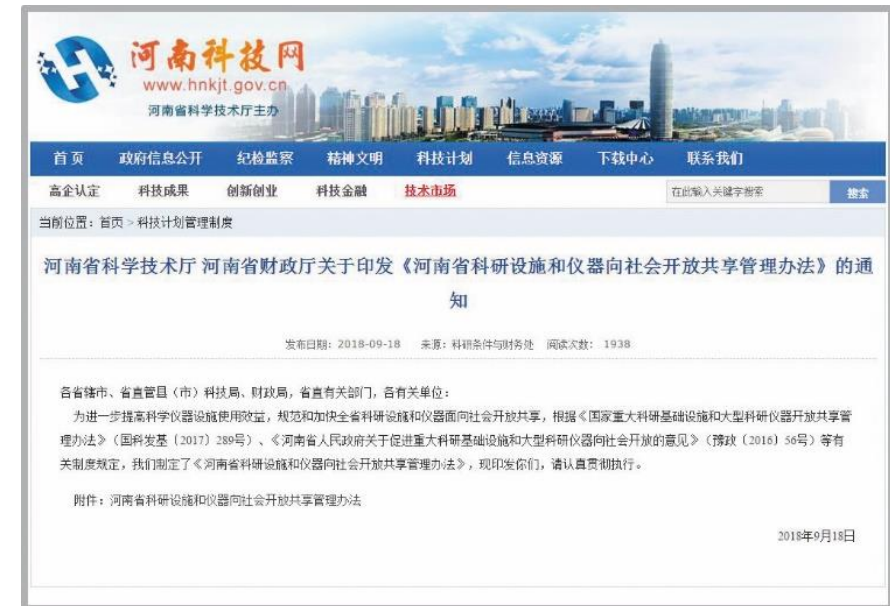 河南科技网
www.hnkjt.gov.cn
河南省科学技术厅主办
首页 政府信息公开 纪检监察 精神文明 科技计划 信息资源 下载中心 联系我们
高企认定 科技成果 创新创业 科技金融 技术市场 在此输入关键字搜索 搜索
当前位置：首页 > 科技计划管理制度
河南省科学技术厅 河南省财政厅关于印发《河南省科研设施和仪器向社会开放共享管理办法》的通
知
发布日期：2018-09-18 来源：科研条件与财务处 阅读次数：1938
各省辖市、省直管县（市）科技局、财政局，省直有关部门，各有关单位：
为进一步提高科学仪器设施使用效益，规范和加快全省科研设施和仪器面向社会开放共享，根据《国家重大科研基础设施和大型科研仪器开放共享管
理办法》（国科发基〔2017〕289号）、《河南省人民政府关于促进重大科研基础设施和大型科研仪器向社会开放的意见》（豫政〔2016〕56号）等有
关制度规定，我们制定了《河南省科研设施和仪器向社会开放共享管理办法》，现印发你们，请认真贯彻执行。
附件：河南省科研设施和仪器向社会开放共享管理办法
2018年9月18日